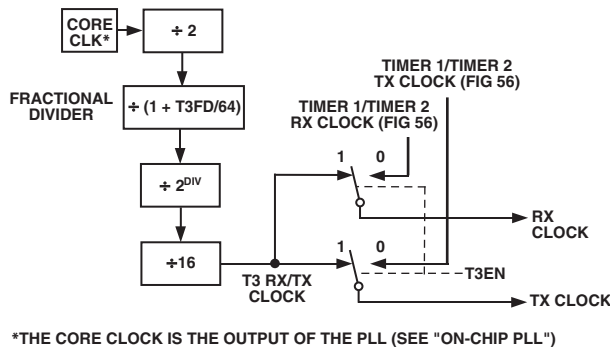 CORE
CLK*
÷ 2
FRACTIONAL
DIVIDER
÷ (1 + T3FD/64)
÷ 2DIV
÷16
T3 RX/TX
CLOCK
TIMER 1/TIMER 2
TX CLOCK (FIG 56)
TIMER 1/TIMER 2
RX CLOCK (FIG 56)
1 0
RX
CLOCK
1 0
T3EN
TX CLOCK
*THE CORE CLOCK IS THE OUTPUT OF THE PLL (SEE "ON-CHIP PLL")